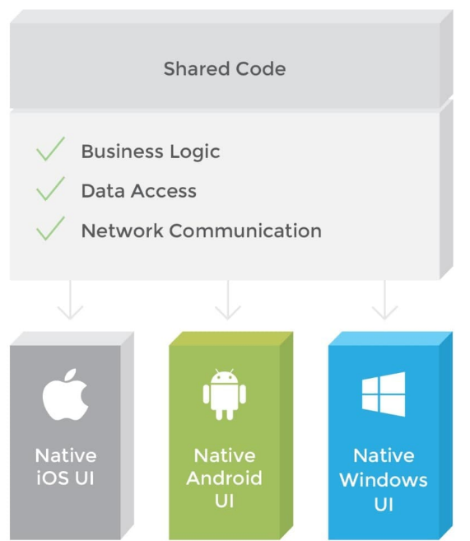 Shared Code
Business Logic
Data Access
Network Communication
Native
iOS UI
Native
Android
UI
Native
Windows
UI